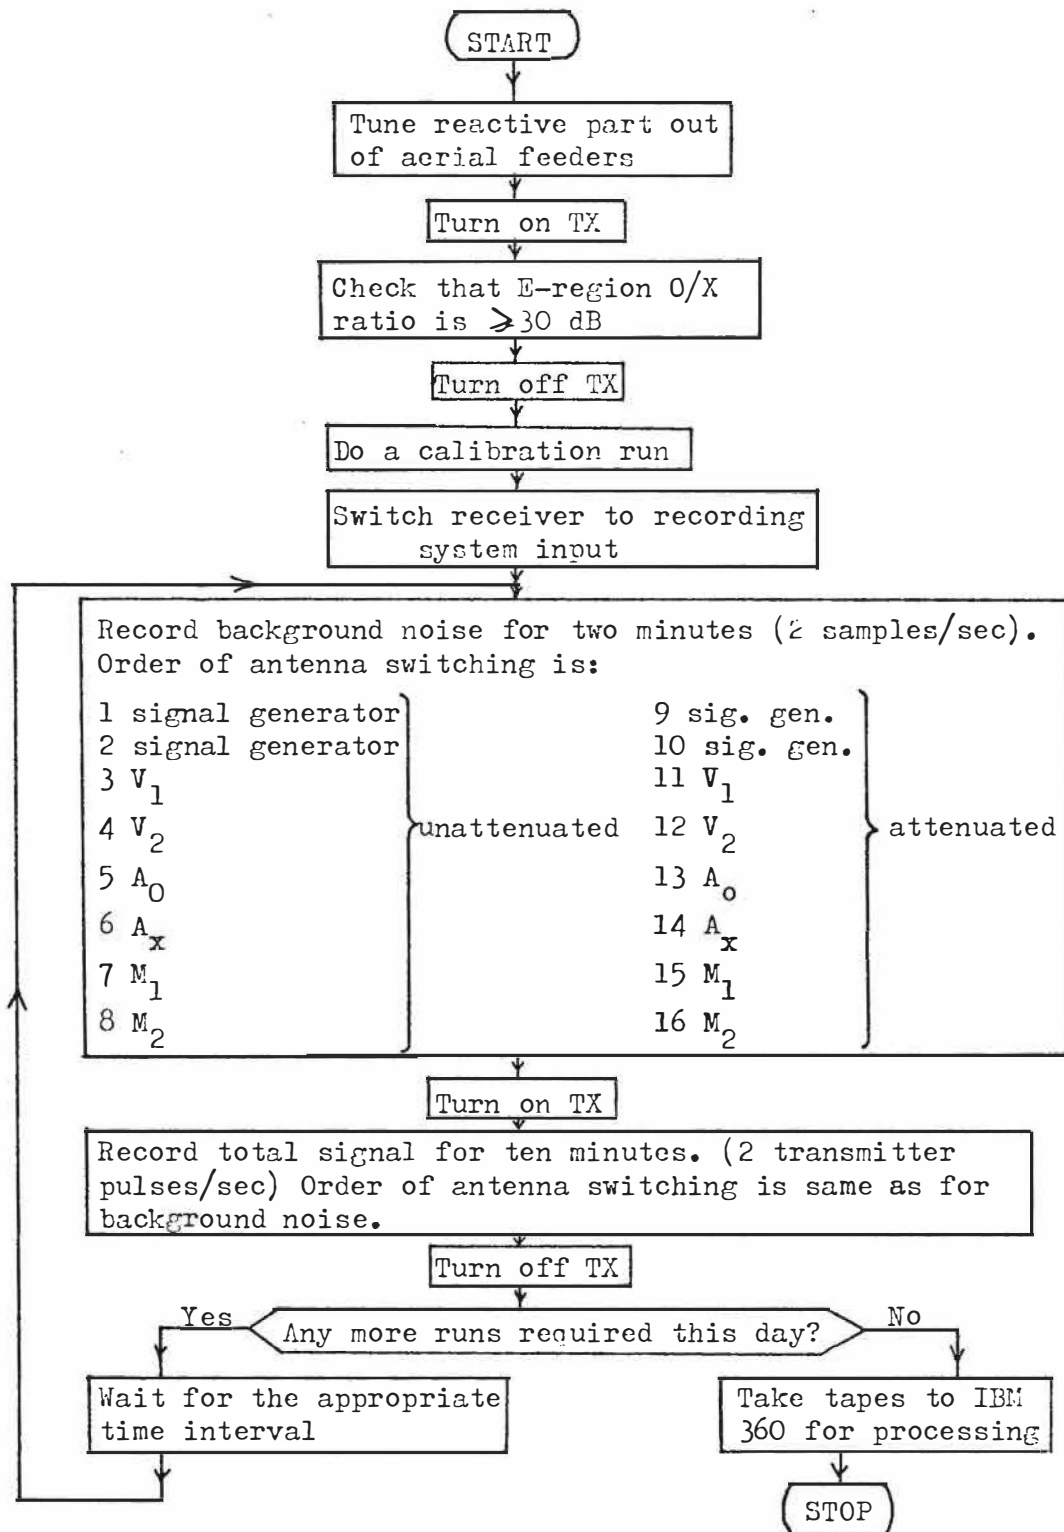 START
Tune reactive part out
of aerial feeders
Turn on TX
Check that E-region O/X
ratio is ⩾30 dB
Turn off TX
Do a calibration run
Switch receiver to recording
system input
Record background noise for two minutes (2 samples/sec).
Order of antenna switching is:
1 signal generator
2 signal generator
3 V₁
4 V₂
5 A₀
6 Aₓ
7 M₁
8 M₂
unattenuated
9 sig. gen.
10 sig. gen.
11 V₁
12 V₂
13 Aₒ
14 Aₓ
15 M₁
16 M₂
attenuated
Turn on TX
Record total signal for ten minutes. (2 transmitter
pulses/sec) Order of antenna switching is same as for
background noise.
Turn off TX
Any more runs required this day?
Yes
No
Wait for the appropriate
time interval
Take tapes to IBM
360 for processing
STOP